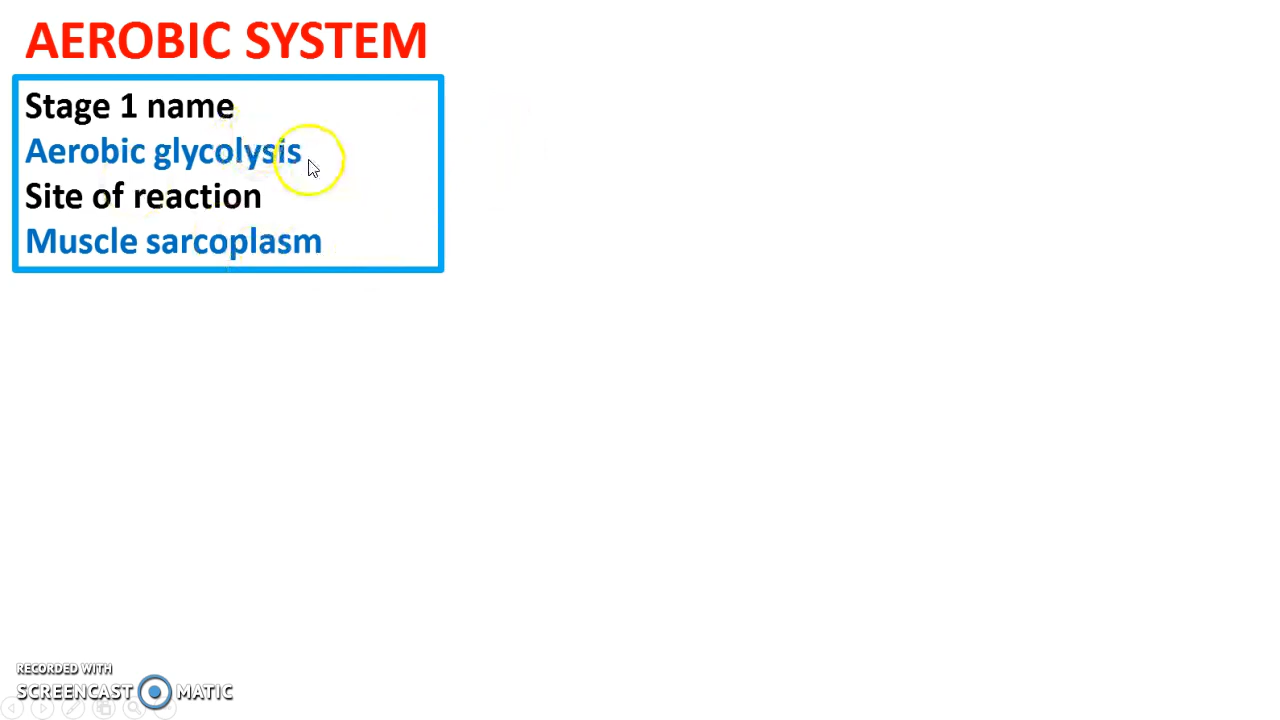 AEROBIC SYSTEM
Stage 1 name
Aerobic glycolysis
Site of reaction
Muscle sarcoplasm
RECORDED WITH
SCREENCAST MATIC